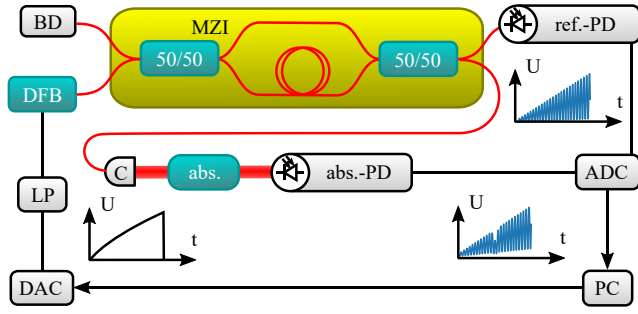 BD
MZI
ref.-PD
50/50
50/50
DFB
U
t
C
abs.
abs.-PD
ADC
LP
U
t
U
t
DAC
PC